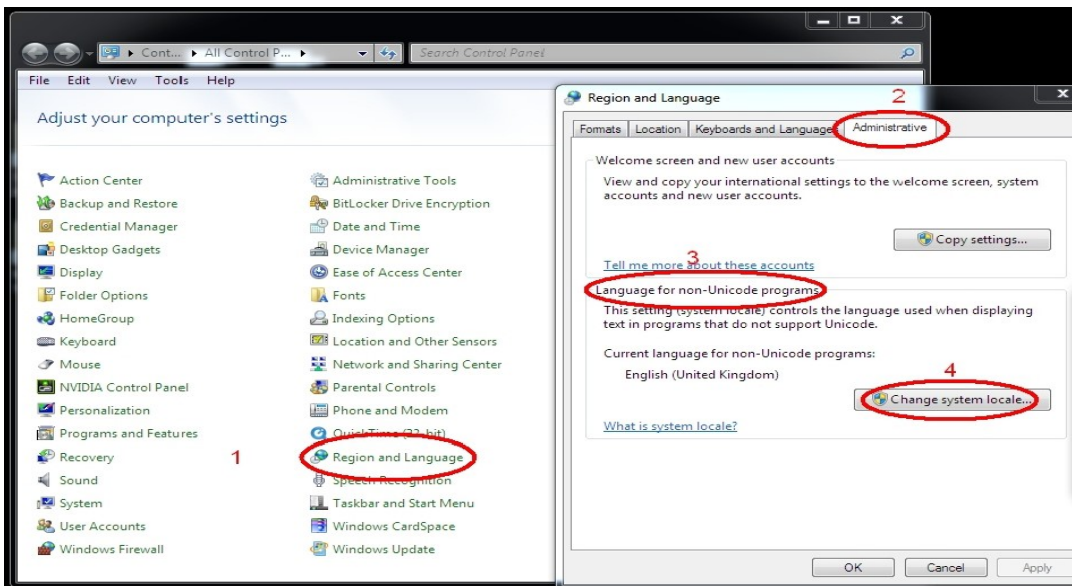 Cont... All Control P...
Search Control Panel
File Edit View Tools Help
Adjust your computer's settings
Action Center
Backup and Restore
Credential Manager
Desktop Gadgets
Display
Folder Options
HomeGroup
Keyboard
Mouse
NVIDIA Control Panel
Personalization
Programs and Features
Recovery
Sound
System
User Accounts
Windows Firewall
1
Administrative Tools
BitLocker Drive Encryption
Date and Time
Device Manager
Ease of Access Center
Fonts
Indexing Options
Location and Other Sensors
Network and Sharing Center
Parental Controls
Phone and Modem
QuickTime (32-bit)
Region and Language
Speech Recognition
Taskbar and Start Menu
Windows CardSpace
Windows Update
Region and Language
2
Formats Location Keyboards and Languages Administrative
Welcome screen and new user accounts
View and copy your international settings to the welcome screen, system
accounts and new user accounts.
Copy settings...
3
Tell me more about these accounts
Language for non-Unicode programs
This setting (system locale) controls the language used when displaying
text in programs that do not support Unicode.
Current language for non-Unicode programs:
English (United Kingdom)
4
Change system locale...
What is system locale?
OK Cancel Apply